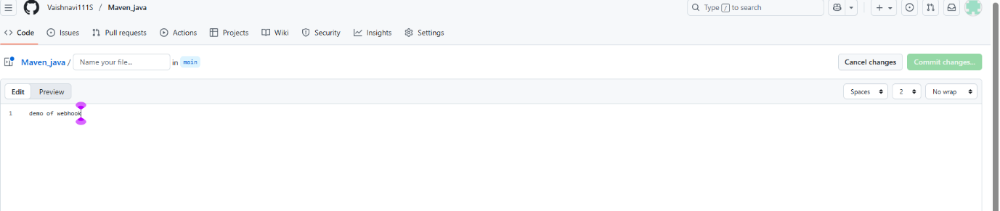 Vaishnavi111S / Maven_java
Type / to search
Code Issues Pull requests Actions Projects Wiki Security Insights Settings
Maven_java / Name your file... in main Cancel changes Commit changes...
Edit Preview Spaces 2 No wrap
1 demo of webhook